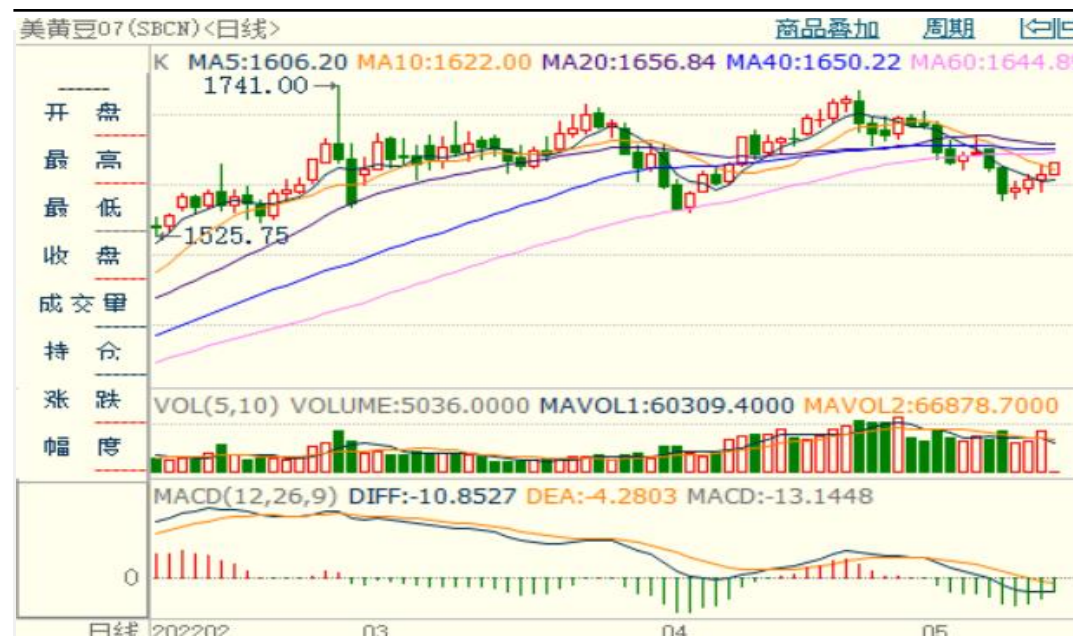 美黄豆07(SBCN)<日线>
商品叠加 周期
K MA5:1606.20 MA10:1622.00 MA20:1656.84 MA40:1650.22 MA60:1644.8
1741.00
开 盘
最 高
最 低
1525.75
收 盘
成交量
持 仓
涨 跌
VOL(5,10) VOLUME:5036.0000 MAVOL1:60309.4000 MAVOL2:66878.7000
幅 度
MACD(12,26,9) DIFF:-10.8527 DEA:-4.2803 MACD:-13.1448
0
日线 202202 03 04 05